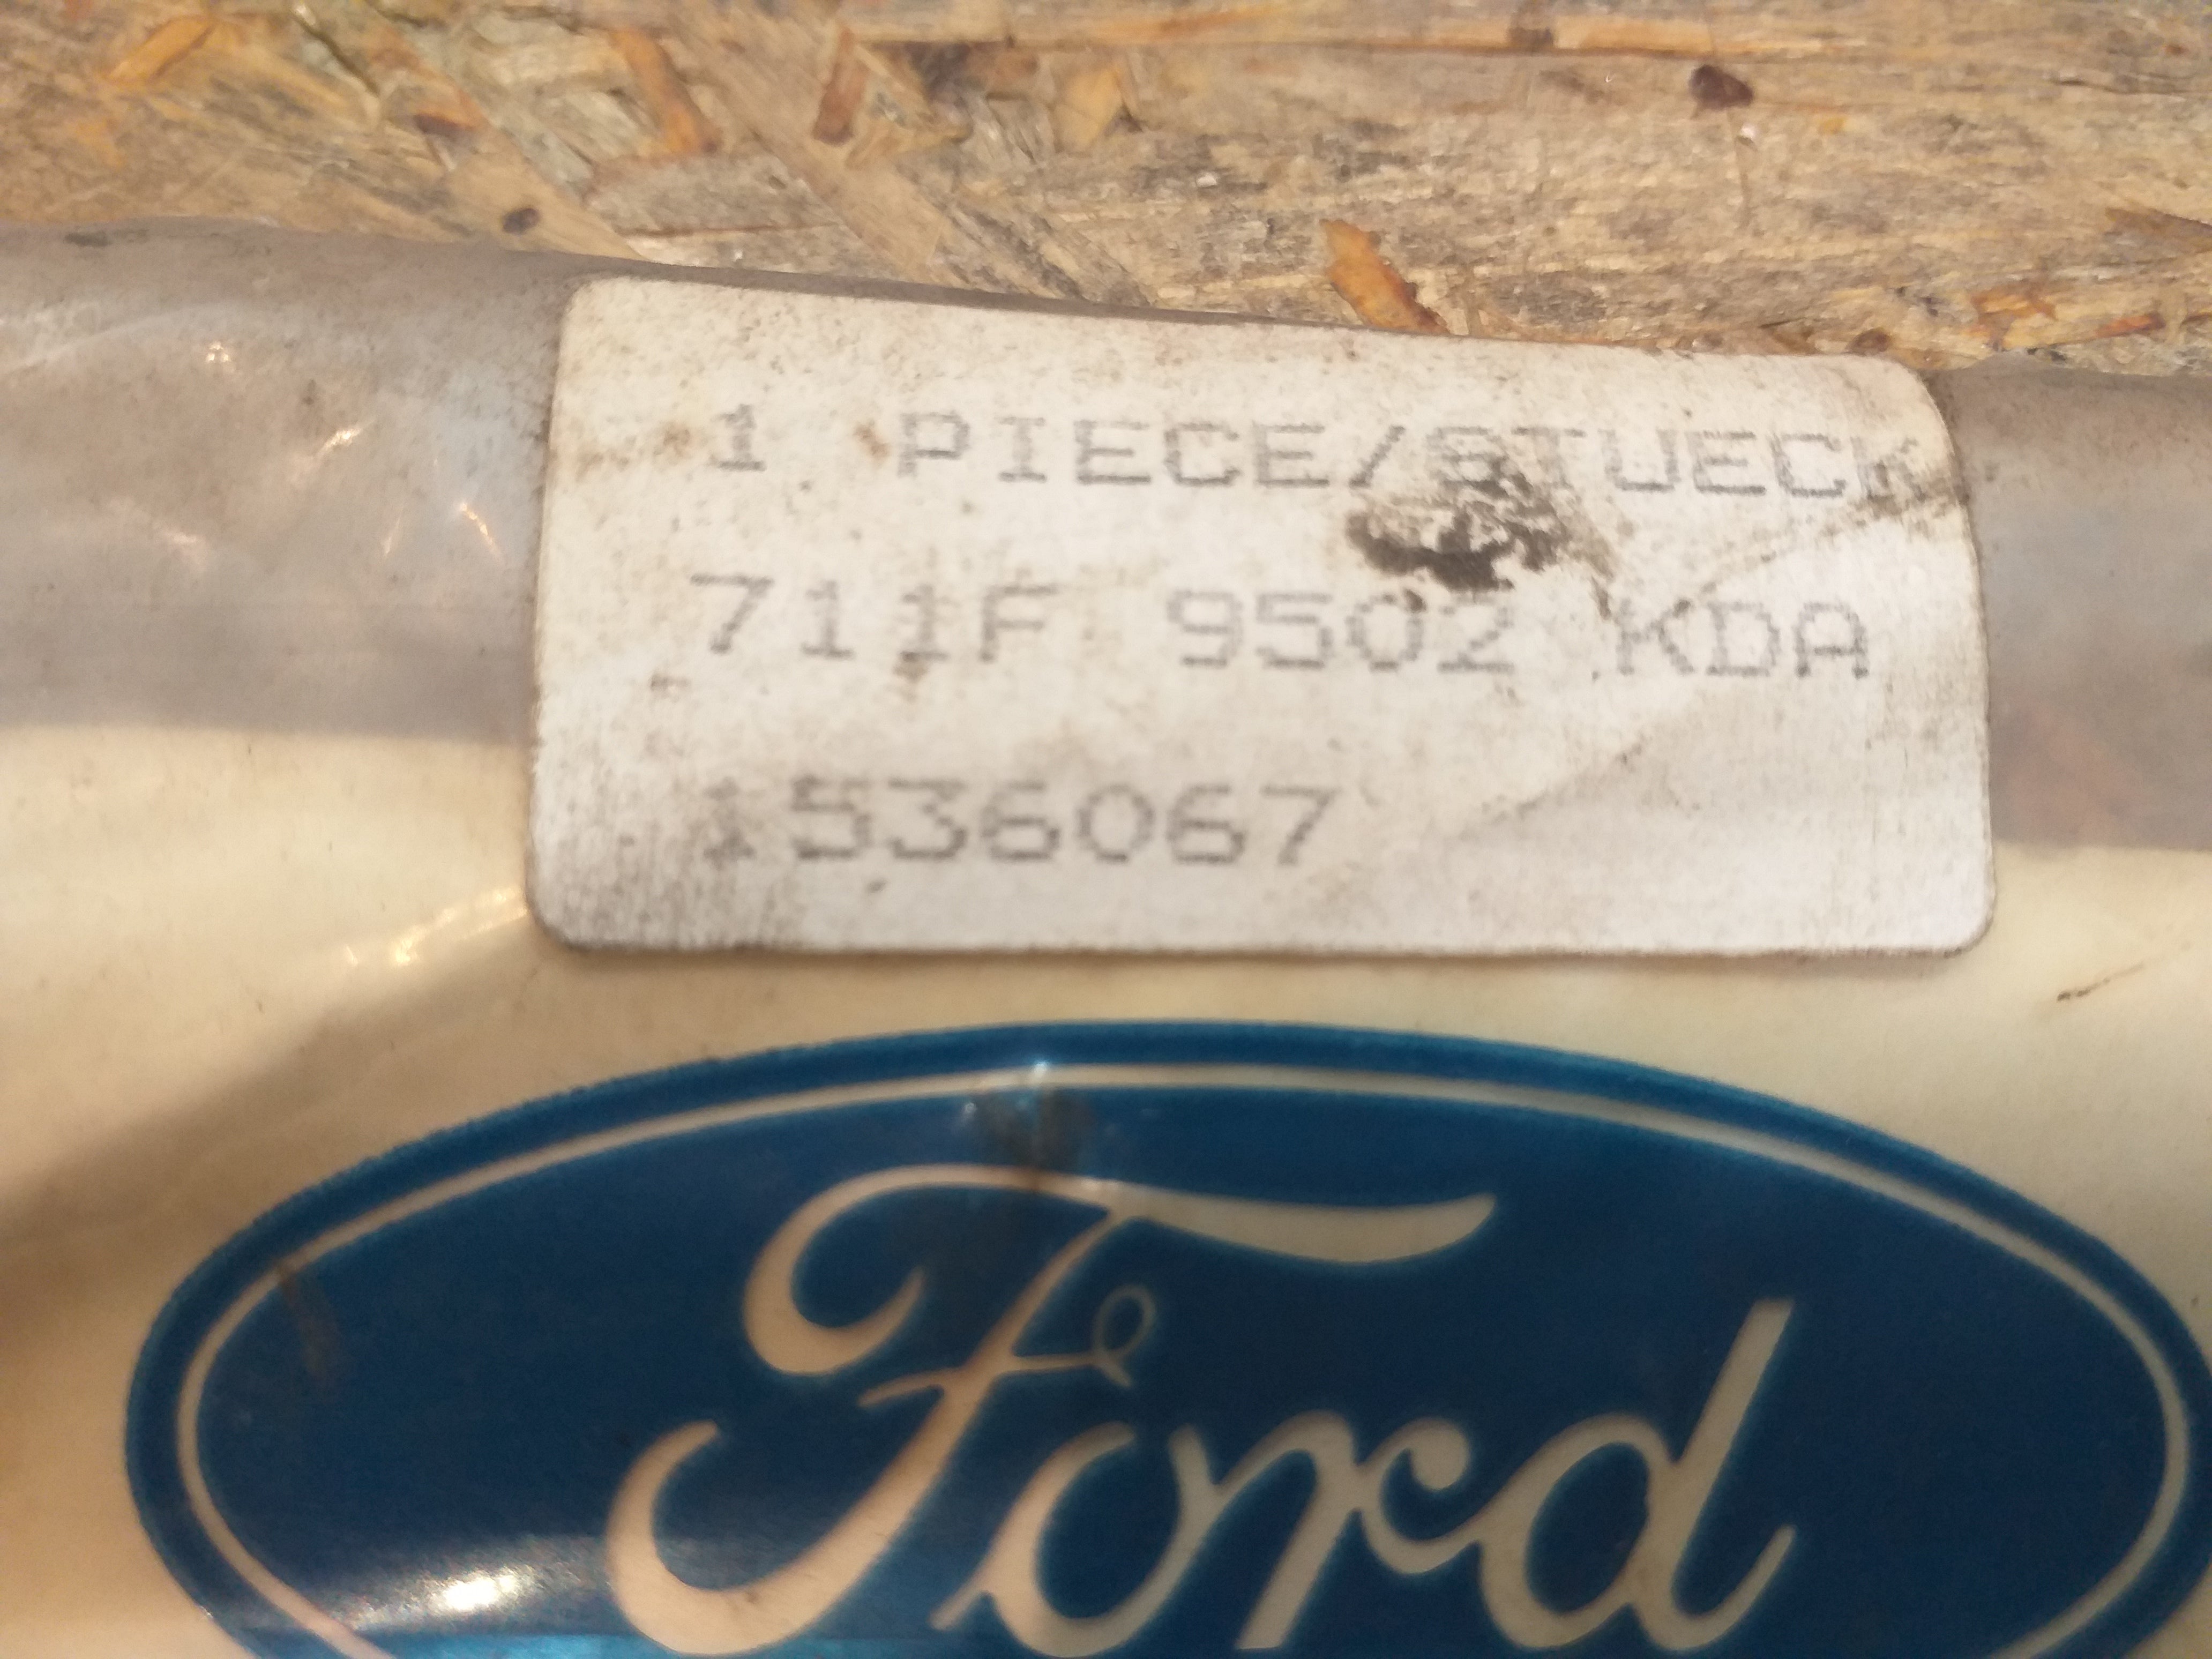 1 PIECE/STUECK
711F 9502 KDA
1536067
Ford